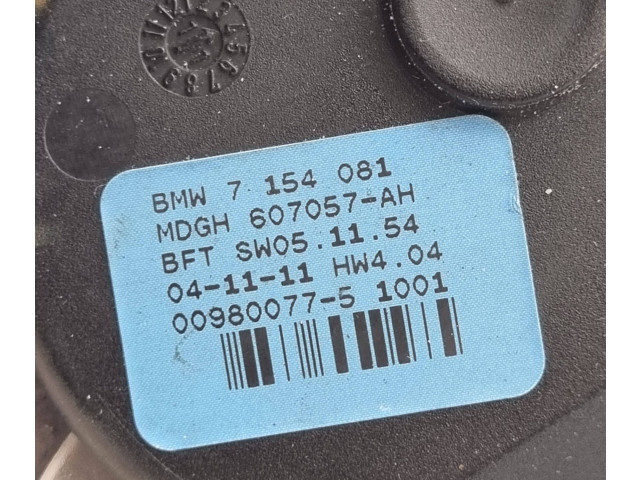 BMW 7 154 081
MDGH 607057-AH
BFT SW05.11.54
04-11-11 HW4.04
00980077-5 1001